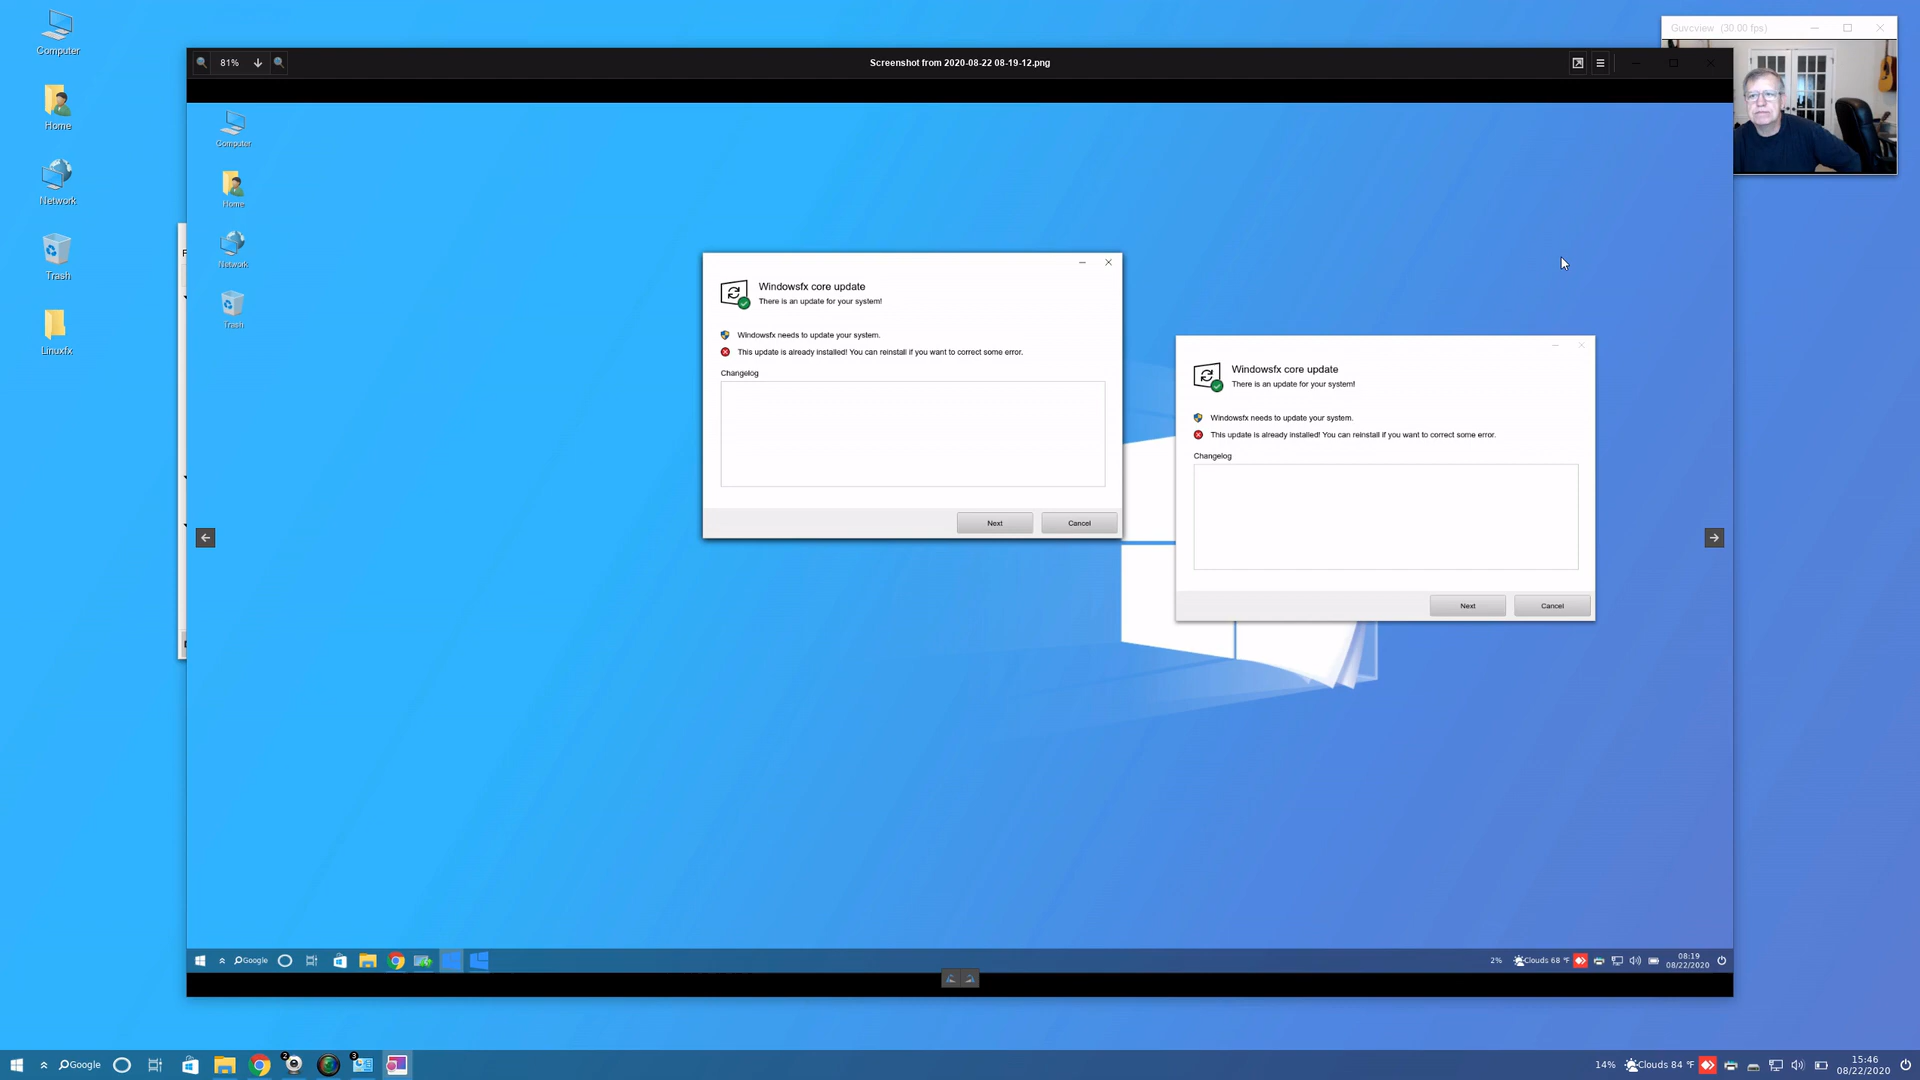 Computer
Home
Network
Trash
Linuxfx
Guvcview (30.00 fps)
81%
Screenshot from 2020-08-22 08-19-12.png
Computer
Home
Network
Trash
Windowsfx core update
There is an update for your system!
Windowsfx needs to update your system.
This update is already installed! You can reinstall if you want to correct some error.
Changelog
Next
Cancel
Windowsfx core update
There is an update for your system!
Windowsfx needs to update your system.
This update is already installed! You can reinstall if you want to correct some error.
Changelog
Next
Cancel
Google
2%
Clouds 68 °F
08:19
08/22/2020
Google
2
3
14%
Clouds 84 °F
15:46
08/22/2020